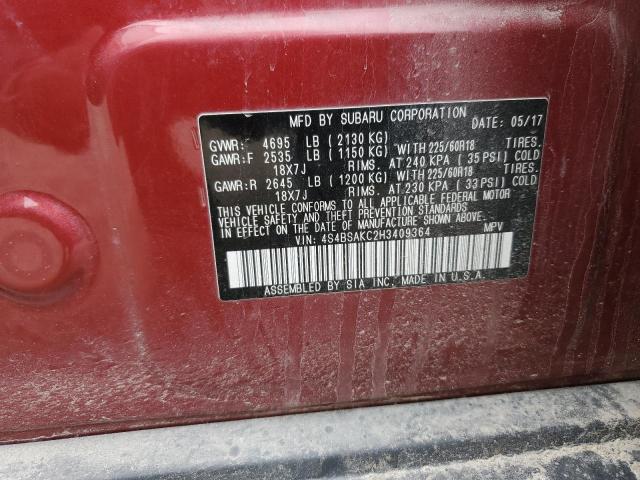 MFD BY SUBARU CORPORATION DATE: 05/17
GVWR: 4695 LB (2130 KG)
GAWR:F 2535 LB (1150 KG) WITH 225/60R18 TIRES.
18X7J RIMS. AT 240 KPA (35 PSI) COLD
GAWR:R 2645 LB (1200 KG) WITH 225/60R18 TIRES.
18X7J RIMS. AT 230 KPA (33 PSI) COLD
THIS VEHICLE CONFORMS TO ALL APPLICABLE FEDERAL MOTOR
VEHICLE SAFETY AND THEFT PREVENTION STANDARDS
IN EFFECT ON THE DATE OF MANUFACTURE SHOWN ABOVE.
VIN: 4S4BSAKC2H3409364 MPV
ASSEMBLED BY SIA INC. MADE IN U.S.A.